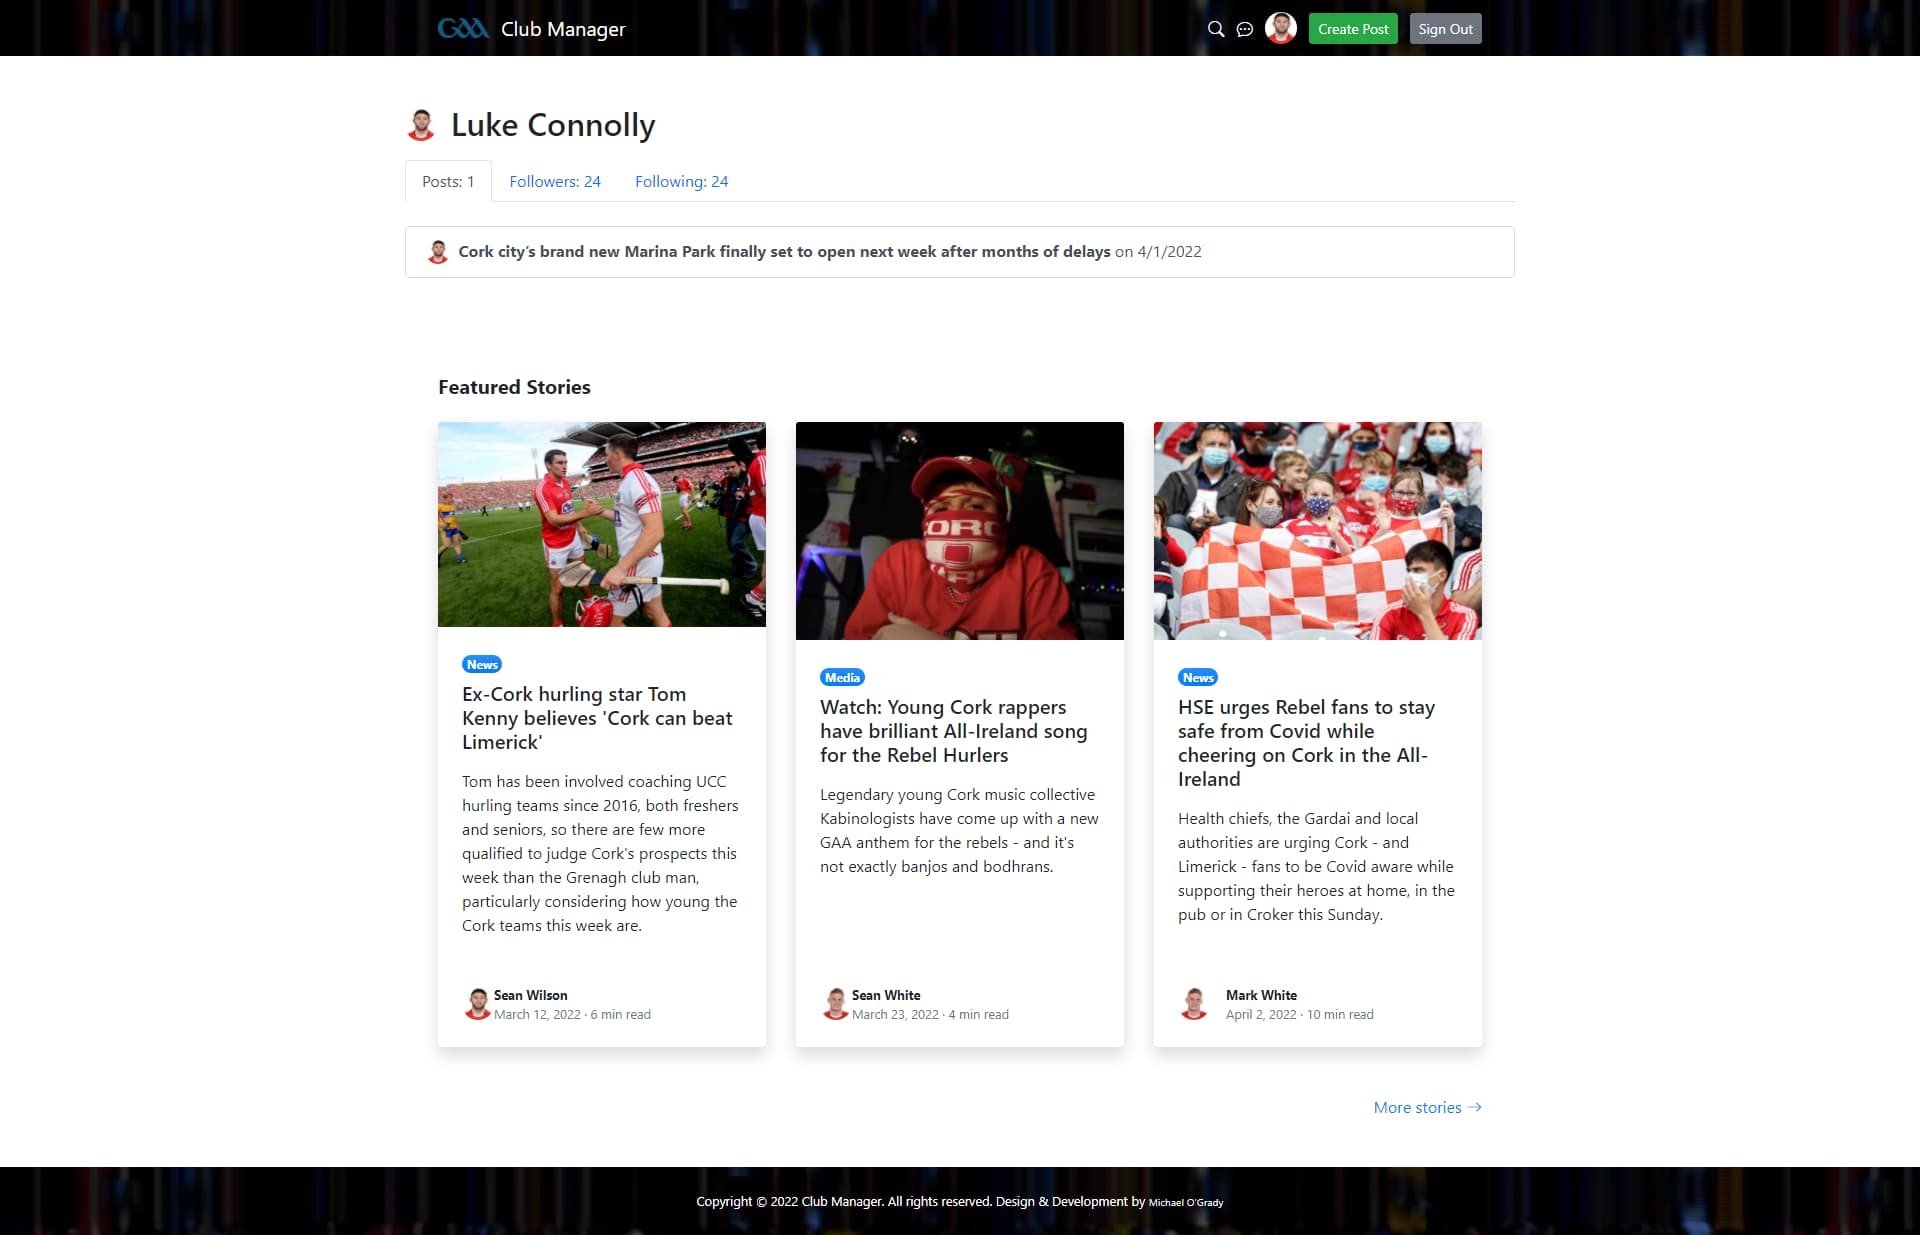 GAA Club Manager
Create Post
Sign Out
Luke Connolly
Posts: 1
Followers: 24
Following: 24
Cork city’s brand new Marina Park finally set to open next week after months of delays on 4/1/2022
Featured Stories
News
Ex-Cork hurling star Tom
Kenny believes 'Cork can beat
Limerick'
Tom has been involved coaching UCC
hurling teams since 2016, both freshers
and seniors, so there are few more
qualified to judge Cork's prospects this
week than the Grenagh club man,
particularly considering how young the
Cork teams this week are.
Sean Wilson
March 12, 2022 · 6 min read
CORC
Media
Watch: Young Cork rappers
have brilliant All-Ireland song
for the Rebel Hurlers
Legendary young Cork music collective
Kabinologists have come up with a new
GAA anthem for the rebels - and it's
not exactly banjos and bodhrans.
Sean White
March 23, 2022 · 4 min read
News
HSE urges Rebel fans to stay
safe from Covid while
cheering on Cork in the All-
Ireland
Health chiefs, the Gardai and local
authorities are urging Cork - and
Limerick - fans to be Covid aware while
supporting their heroes at home, in the
pub or in Croker this Sunday.
Mark White
April 2, 2022 · 10 min read
More stories
Copyright © 2022 Club Manager. All rights reserved. Design & Development by Michael O'Grady